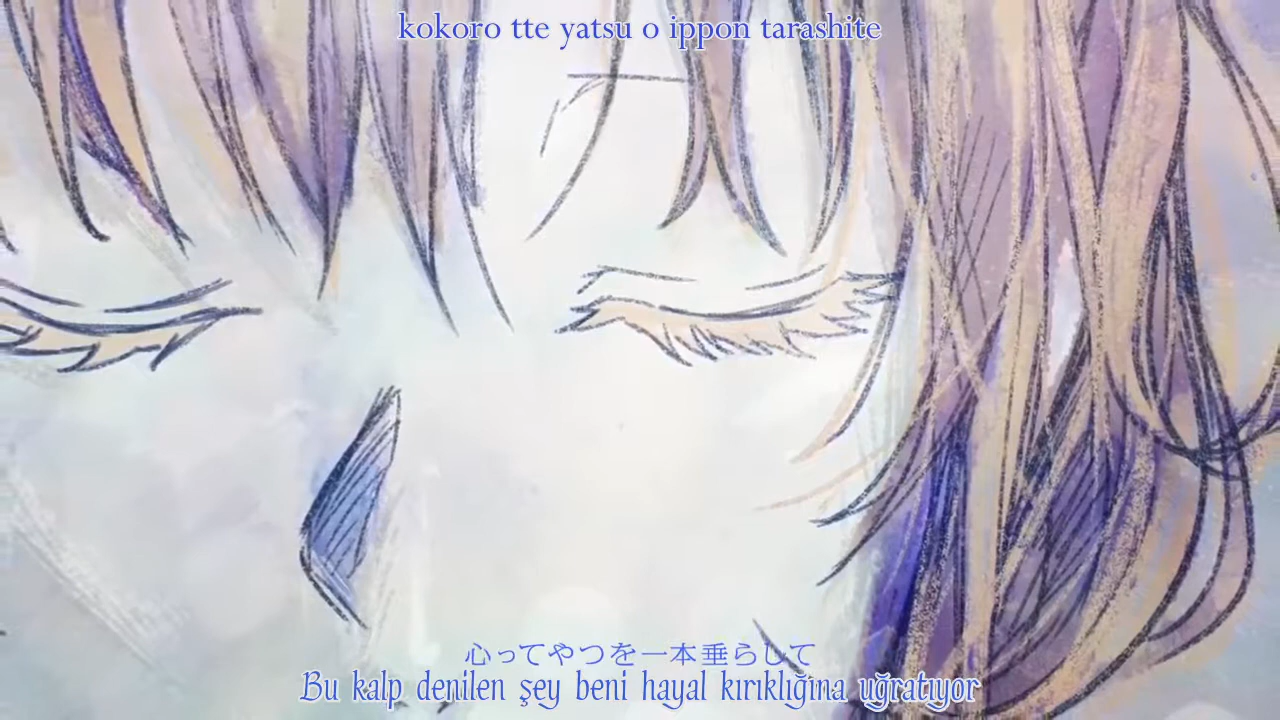 kokoro tte yatsu o ippon tarashite
心ってやつを一本垂らして
Bu kalp denilen şey beni hayal kırıklığına uğratıyor